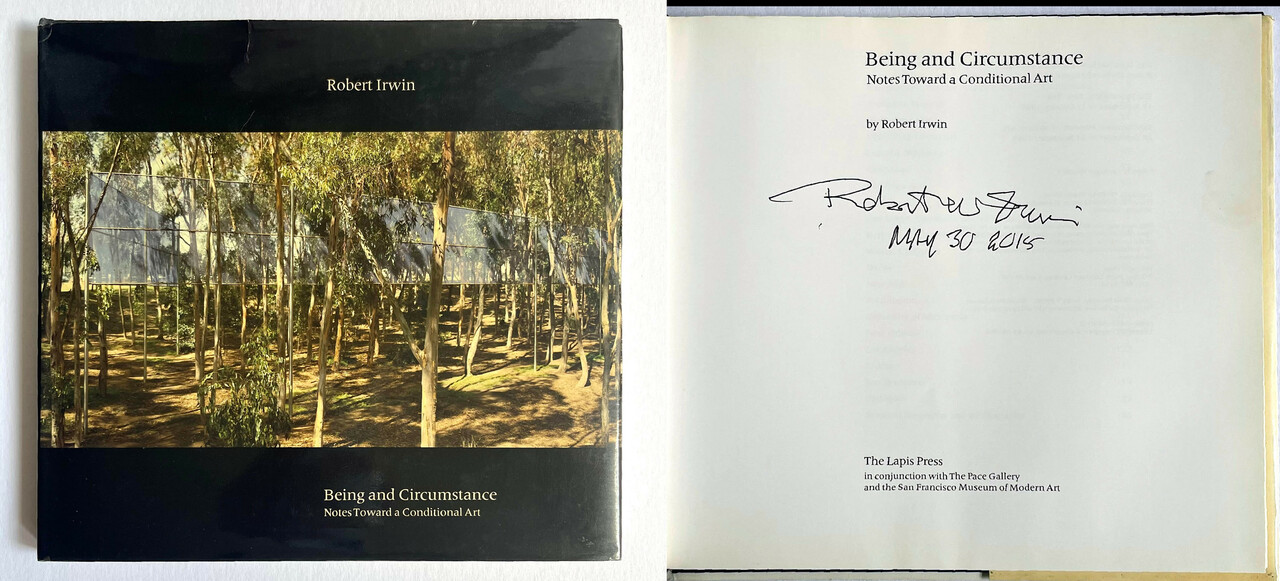 Robert Irwin
Being and Circumstance
Notes Toward a Conditional Art
Being and Circumstance
Notes Toward a Conditional Art
by Robert Irwin
Robert W Irwin
MAY 30 2015
The Lapis Press
in conjunction with The Pace Gallery
and the San Francisco Museum of Modern Art